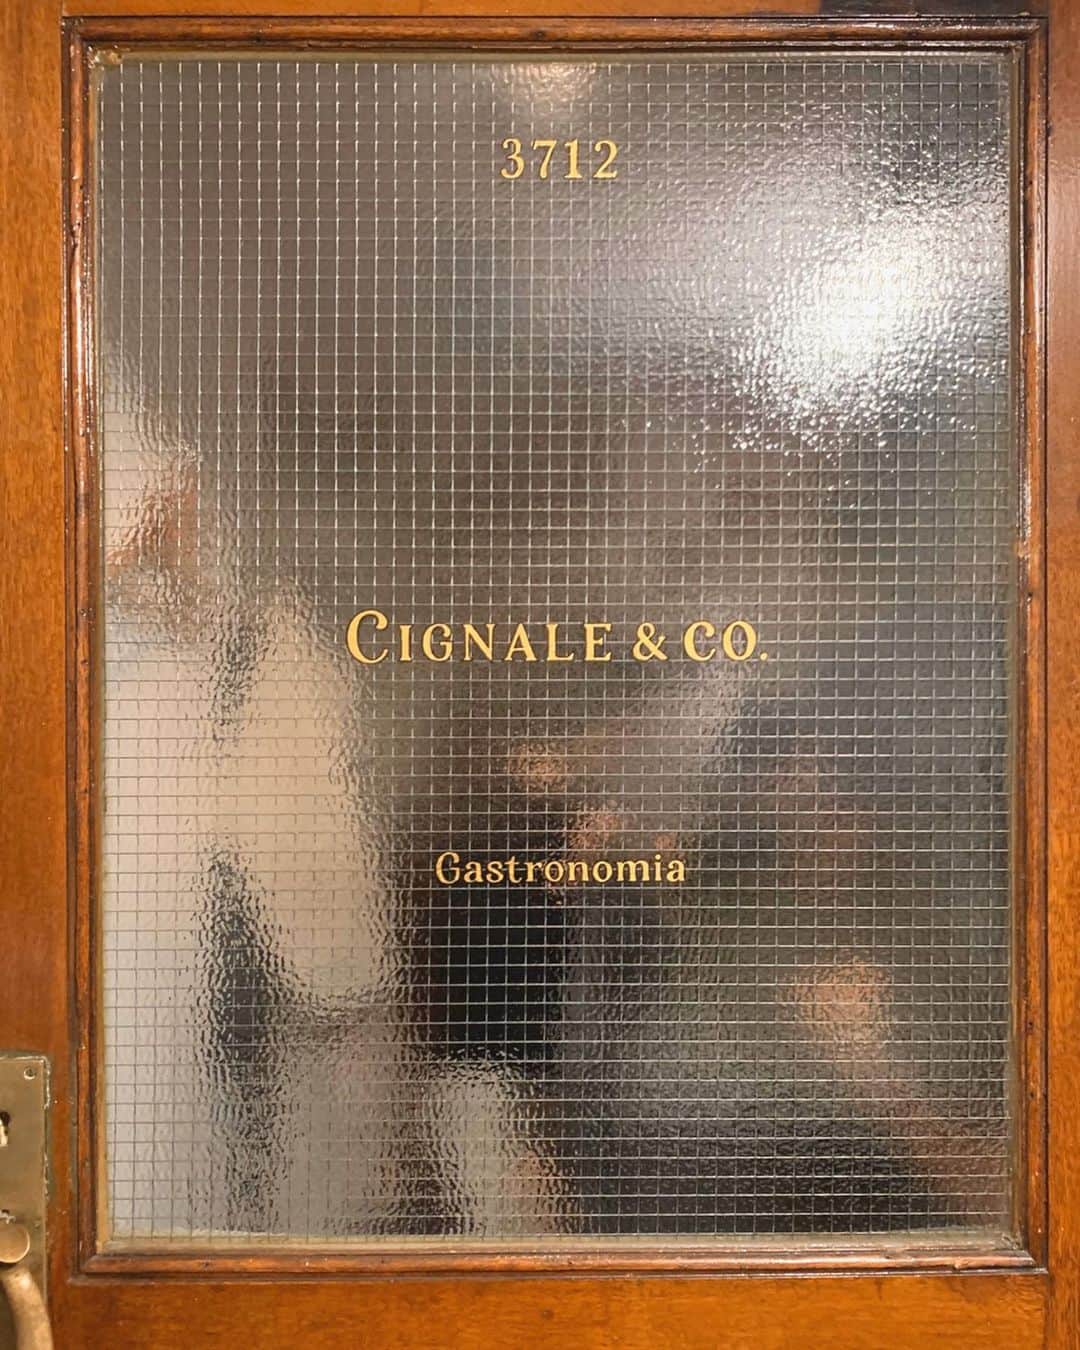 3712
CIGNALE & CO.
Gastronomia